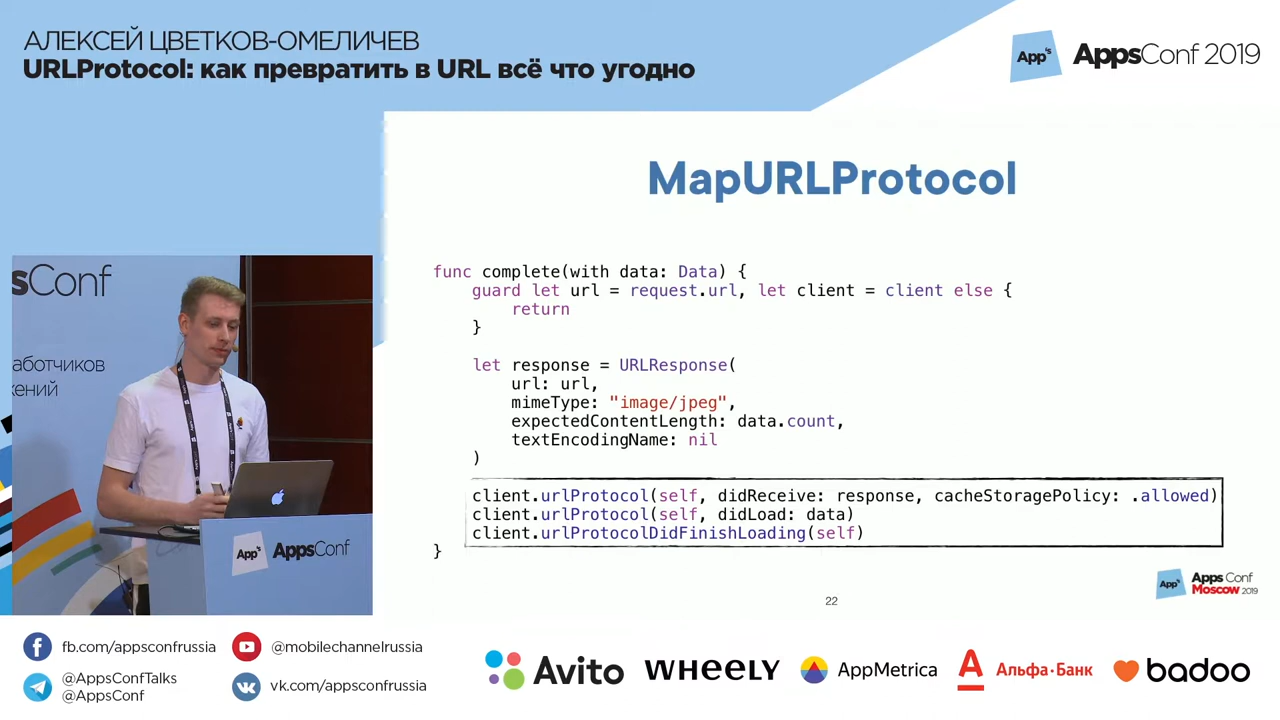 АЛЕКСЕЙ ЦВЕТКОВ-ОМЕЛИЧЕВ
URLProtocol: как превратить в URL всё что угодно
App's
AppsConf 2019
MapURLProtocol
func complete(with data: Data) {
guard let url = request.url, let client = client else {
return
}
let response = URLResponse(
url: url,
mimeType: "image/jpeg",
expectedContentLength: data.count,
textEncodingName: nil
)
client.urlProtocol(self, didReceive: response, cacheStoragePolicy: .allowed)
client.urlProtocol(self, didLoad: data)
client.urlProtocolDidFinishLoading(self)
}
22
App's
Apps Conf
Moscow 2019
sConf
аботчиков
жений
App's
AppsConf
fb.com/appsconfrussia
@mobilechannelrussia
@AppsConfTalks
@AppsConf
vk.com/appsconfrussia
Avito
WHEELY
AppMetrica
А
Альфа·Банк
badoo